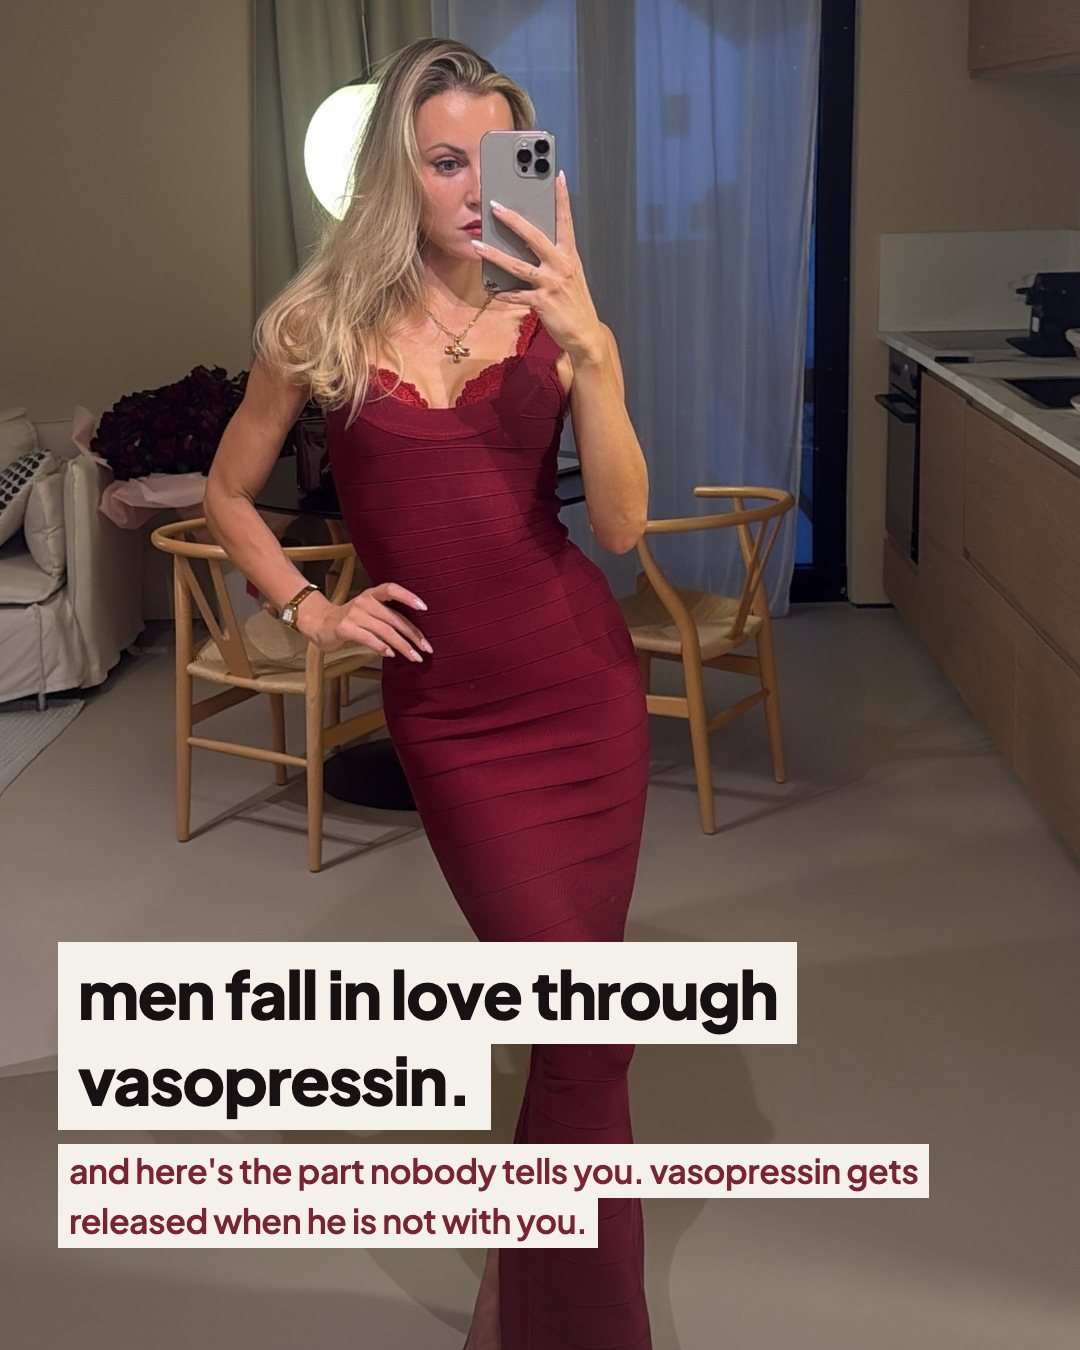 men fall in love through
vasopressin.
and here's the part nobody tells you. vasopressin gets
released when he is not with you.